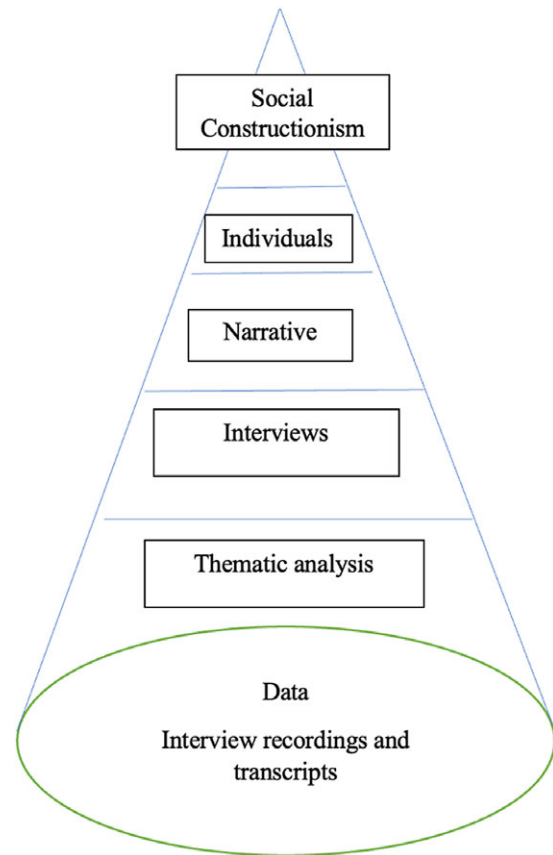 Social
Constructionism
Individuals
Narrative
Interviews
Thematic analysis
Data
Interview recordings and
transcripts